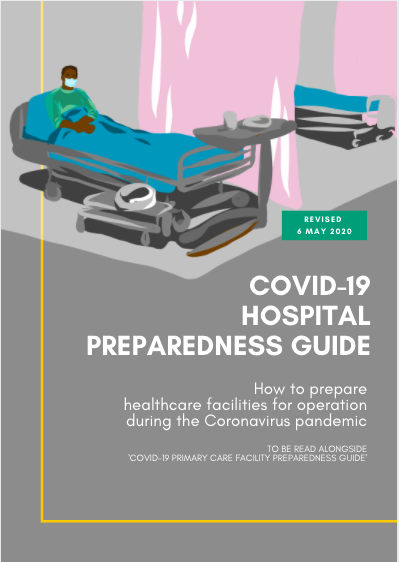 REVISED
6 MAY 2020
COVID-19
HOSPITAL
PREPAREDNESS GUIDE
How to prepare
healthcare facilities for operation
during the Coronavirus pandemic
TO BE READ ALONGSIDE
'COVID-19 PRIMARY CARE FACILITY PREPAREDNESS GUIDE'